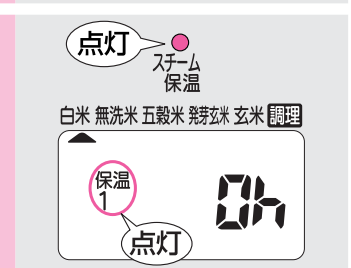 点灯
スチーム
保温
白米 無洗米 五穀米 発芽玄米 玄米 調理
保温
1
0h
点灯